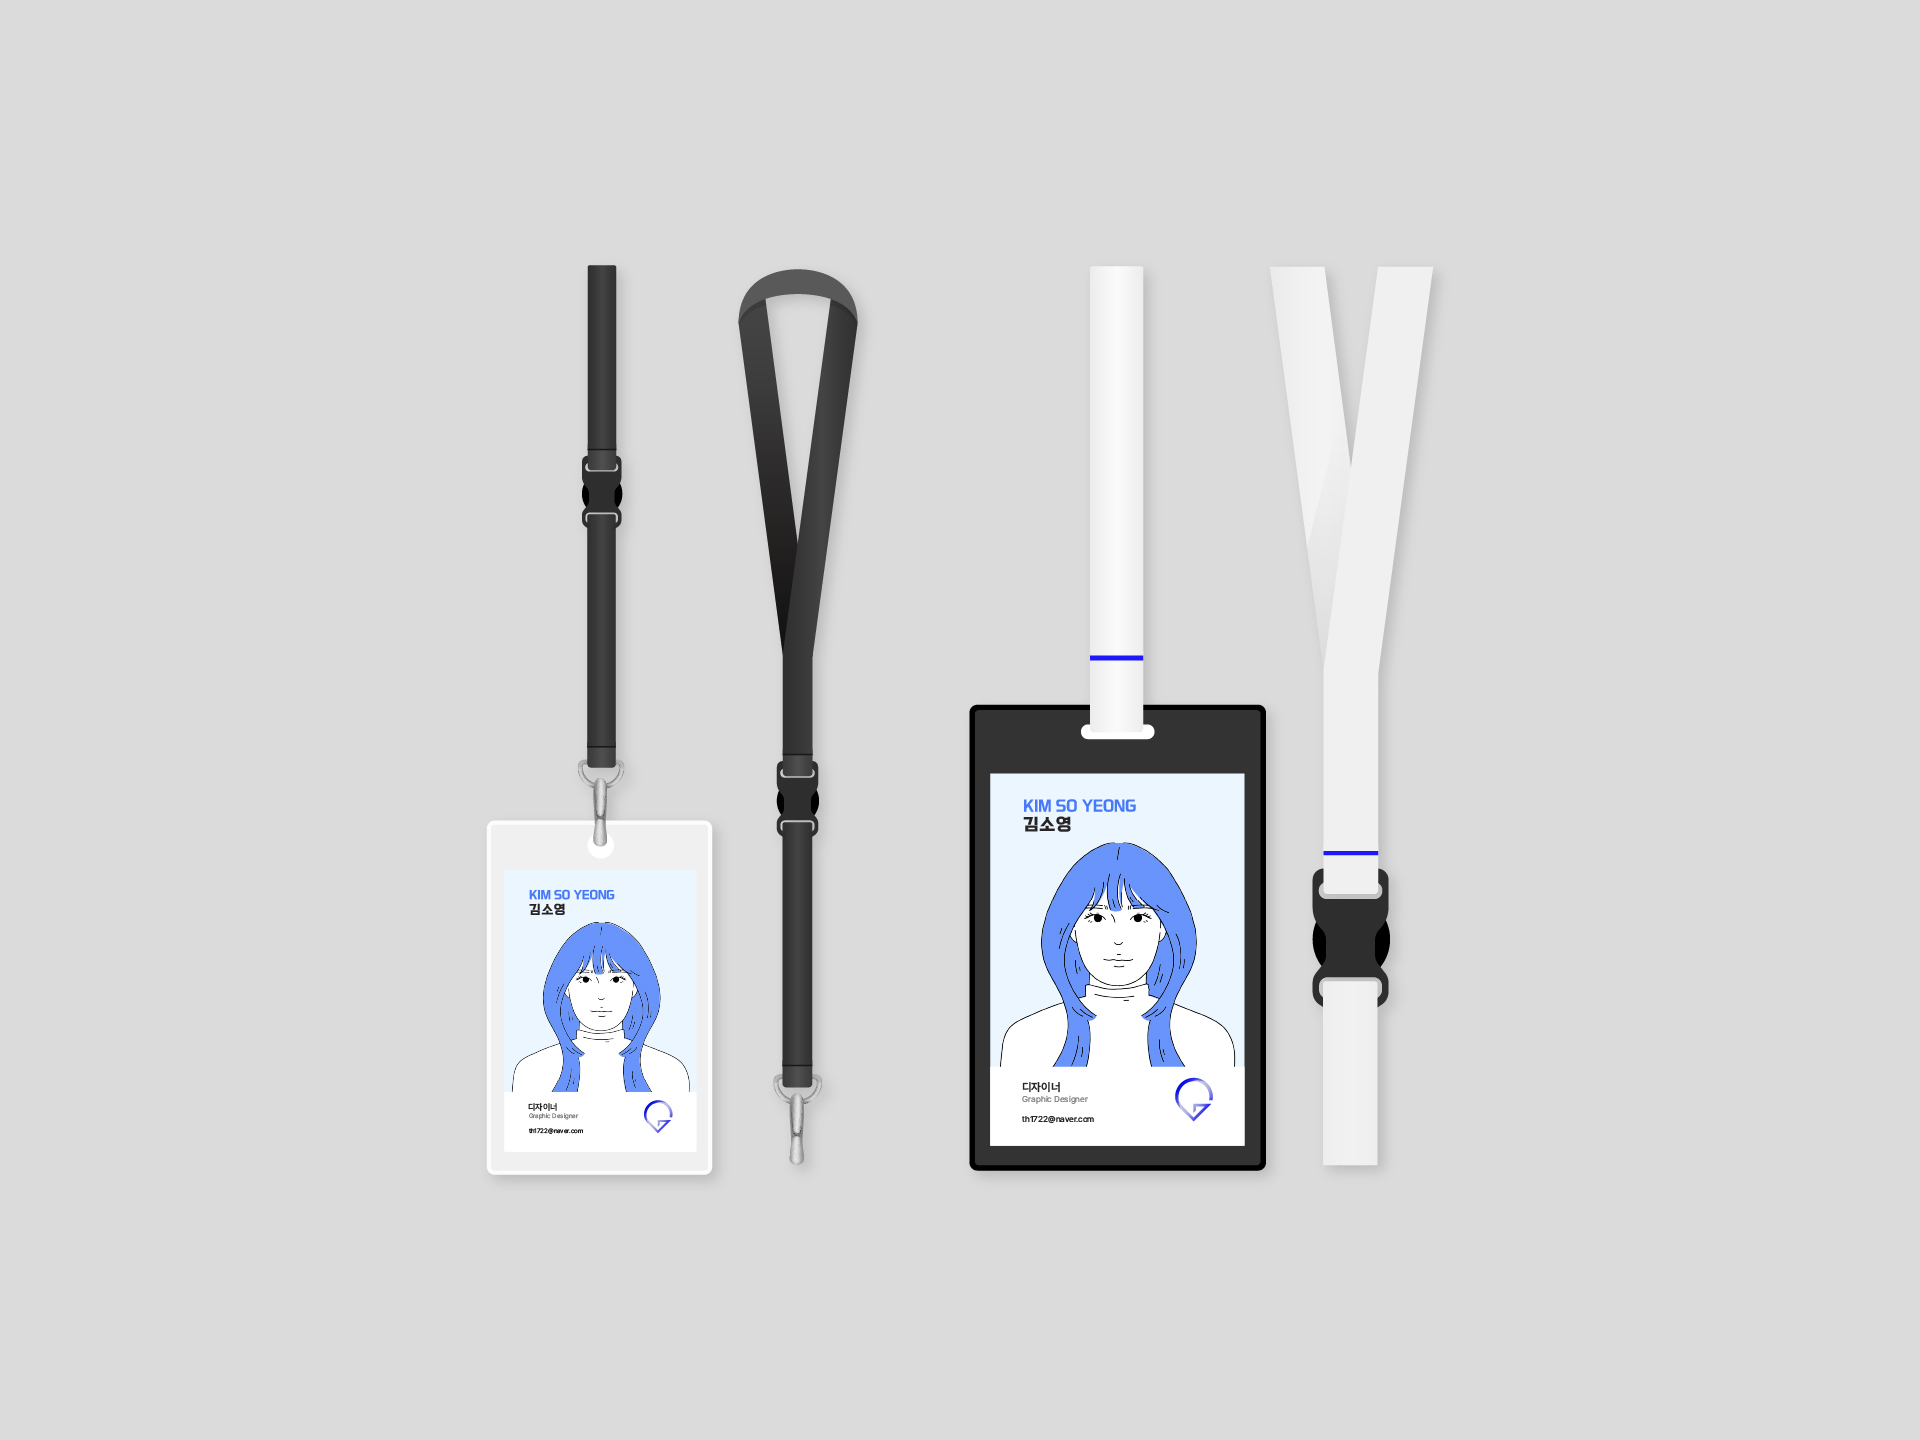 KIM SO YEONG
김소영
디자이너
Graphic Designer
th1722@naver.com
KIM SO YEONG
김소영
디자이너
Graphic Designer
th1722@naver.com